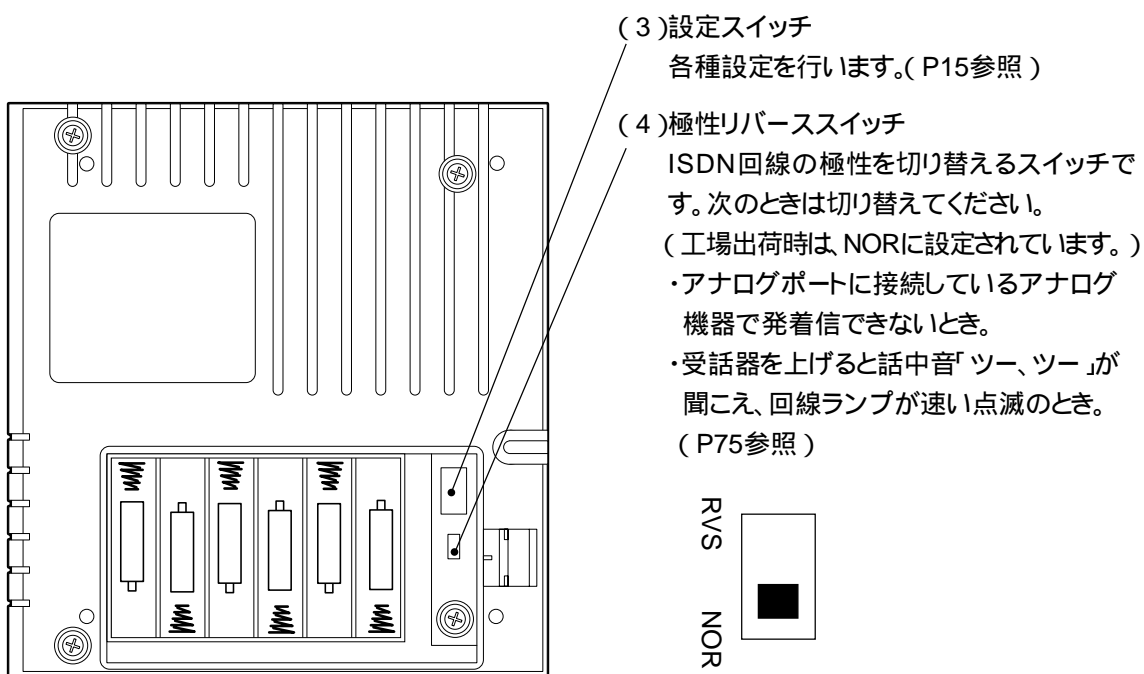 (3)設定スイッチ
各種設定を行います。(P15参照)
(4)極性リバーススイッチ
ISDN回線の極性を切り替えるスイッチで
す。次のときは切り替えてください。
(工場出荷時は、NORに設定されています。)
・アナログポートに接続しているアナログ
機器で発着信できないとき。
・受話器を上げると話中音「ツー、ツー」が
聞こえ、回線ランプが速い点滅のとき。
(P75参照)
RVS
NOR